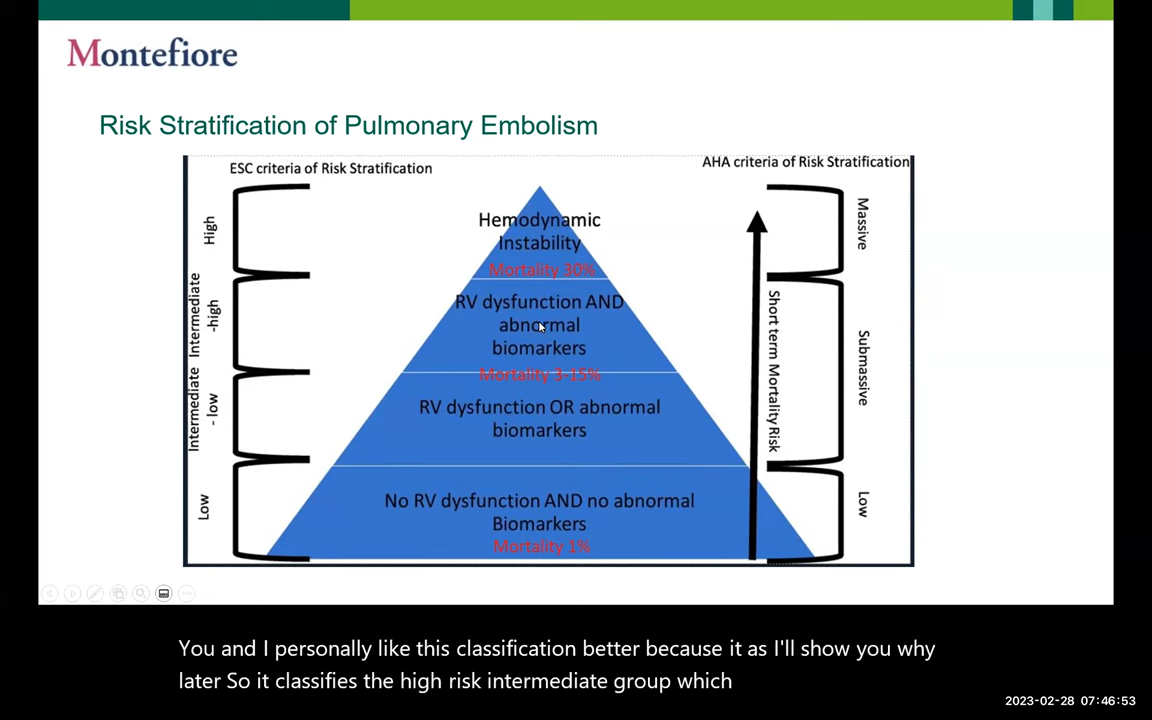 Montefiore
Risk Stratification of Pulmonary Embolism
ESC criteria of Risk Stratification
AHA criteria of Risk Stratification
High
Intermediate
-high
Intermediate
- low
Low
Hemodynamic
Instability
Mortality 30%
RV dysfunction AND
abnormal
biomarkers
Mortality 3-15%
RV dysfunction OR abnormal
biomarkers
No RV dysfunction AND no abnormal
Biomarkers
Mortality 1%
Short term Mortality Risk
Massive
Submassive
Low
You and I personally like this classification better because it as I'll show you why
later So it classifies the high risk intermediate group which
2023-02-28 07:46:53